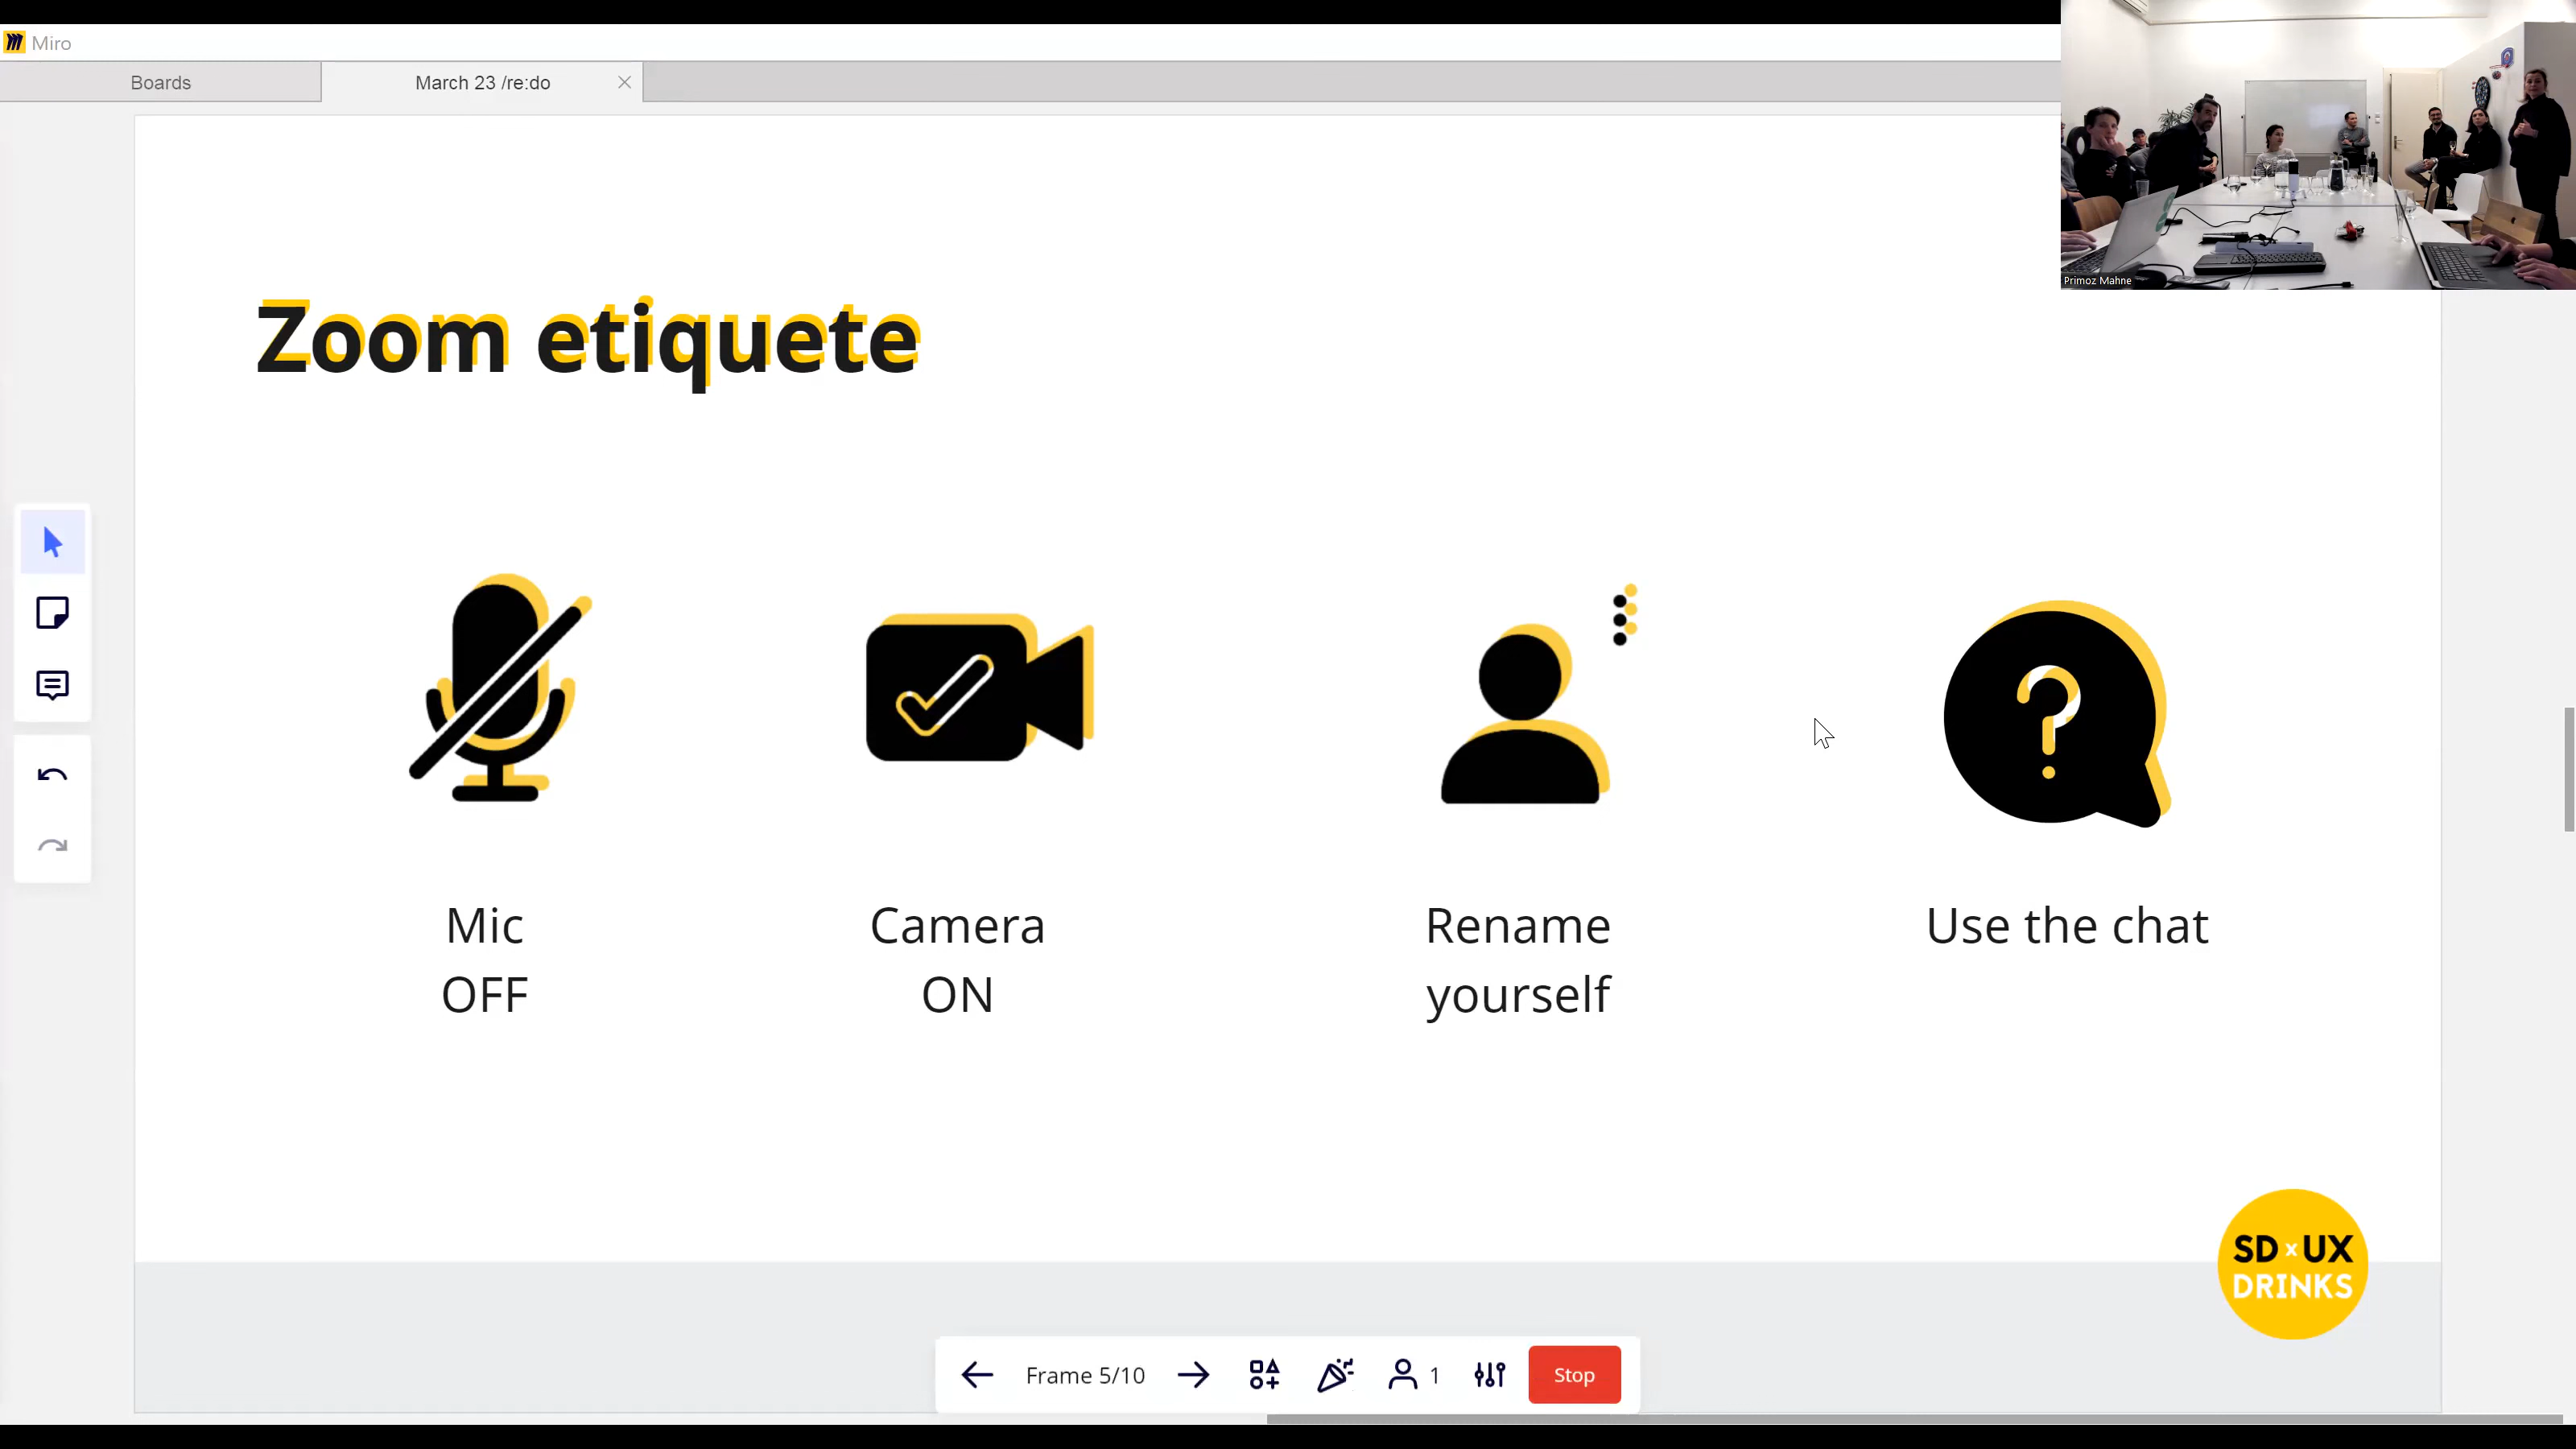 Miro
Boards
March 23 /re:do
Primoz Mahne
Zoom etiquete
Mic
OFF
Camera
ON
Rename
yourself
Use the chat
SD x UX
DRINKS
Frame 5/10
1
Stop